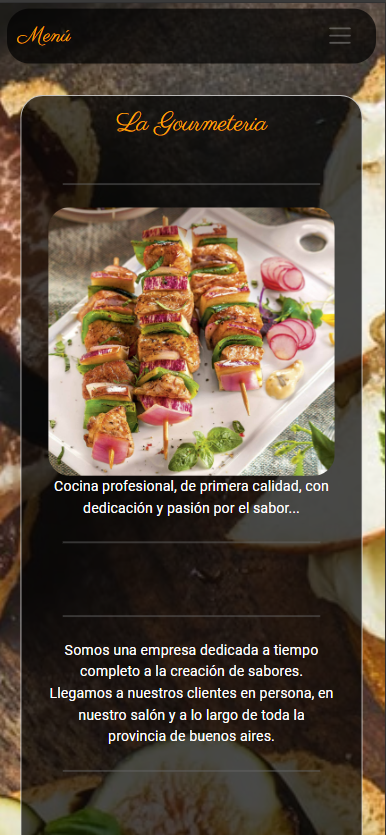 Menú
La Gourmeteria
Cocina profesional, de primera calidad, con
dedicación y pasión por el sabor...
Somos una empresa dedicada a tiempo
completo a la creación de sabores.
Llegamos a nuestros clientes en persona, en
nuestro salón y a lo largo de toda la
provincia de buenos aires.